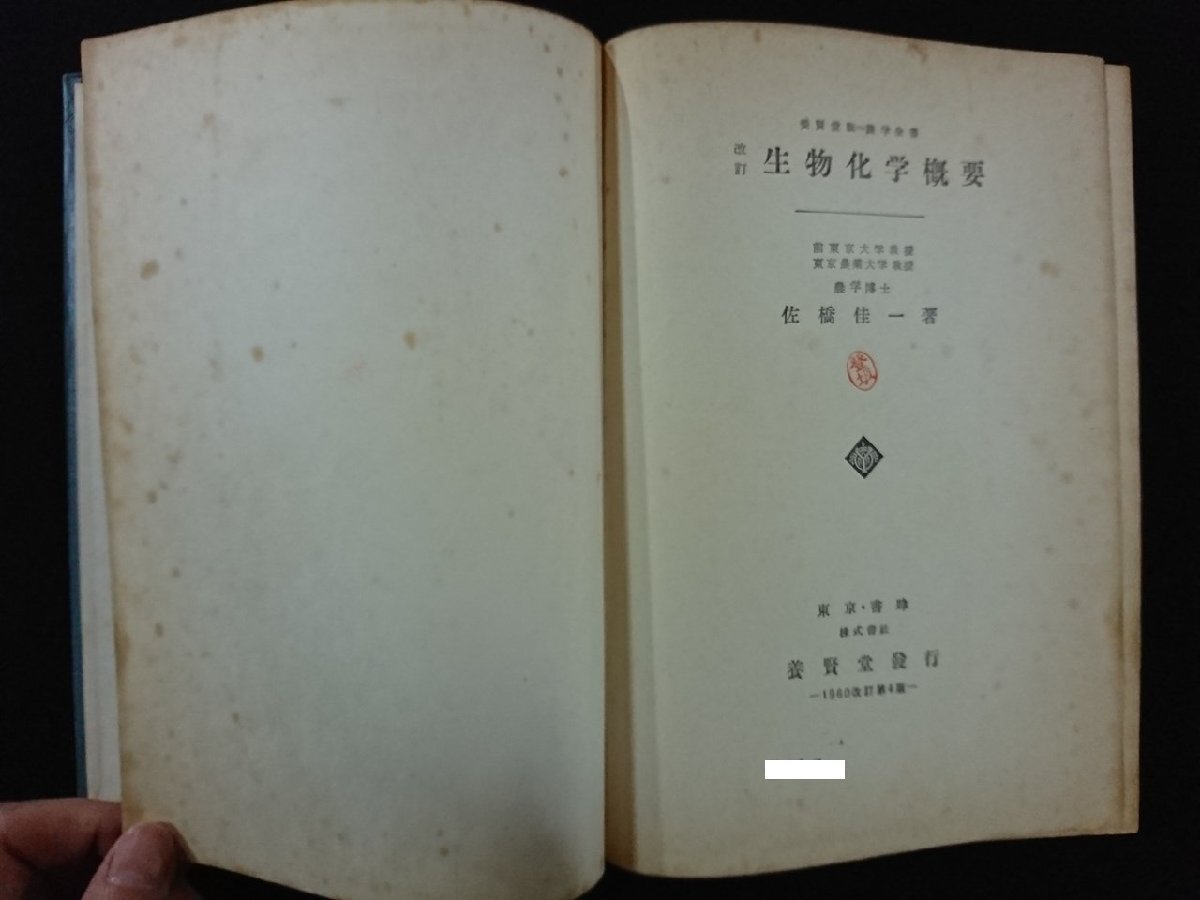 養賢堂版—農学全書
改訂 生物化学概要
前東京大学教授
東京農業大学教授
農学博士
佐橋佳一著
東京・書肆
株式会社
養賢堂發行
—1960改訂第4版—